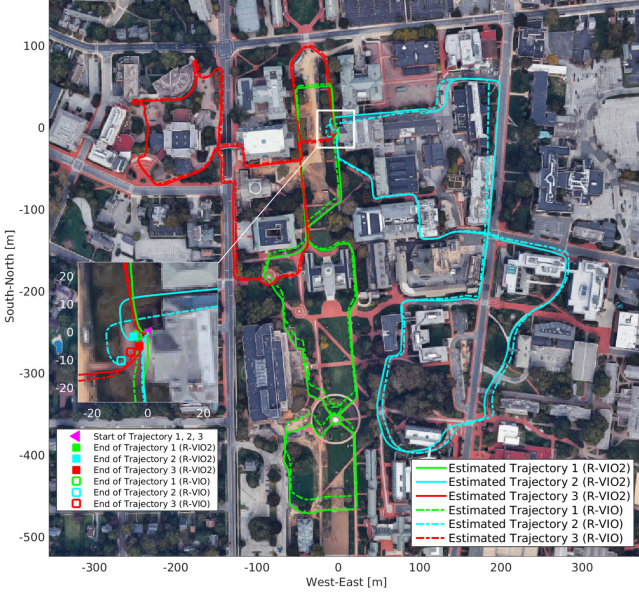 100
0
-100
-200
-300
-400
-500
South-North [m]
20
10
0
-10
-20
-20
0
20
Start of Trajectory 1, 2, 3
End of Trajectory 1 (R-VIO2)
End of Trajectory 2 (R-VIO2)
End of Trajectory 3 (R-VIO2)
End of Trajectory 1 (R-VIO)
End of Trajectory 2 (R-VIO)
End of Trajectory 3 (R-VIO)
Estimated Trajectory 1 (R-VIO2)
Estimated Trajectory 2 (R-VIO2)
Estimated Trajectory 3 (R-VIO2)
Estimated Trajectory 1 (R-VIO)
Estimated Trajectory 2 (R-VIO)
Estimated Trajectory 3 (R-VIO)
-300
-200
-100
0
100
200
300
West-East [m]